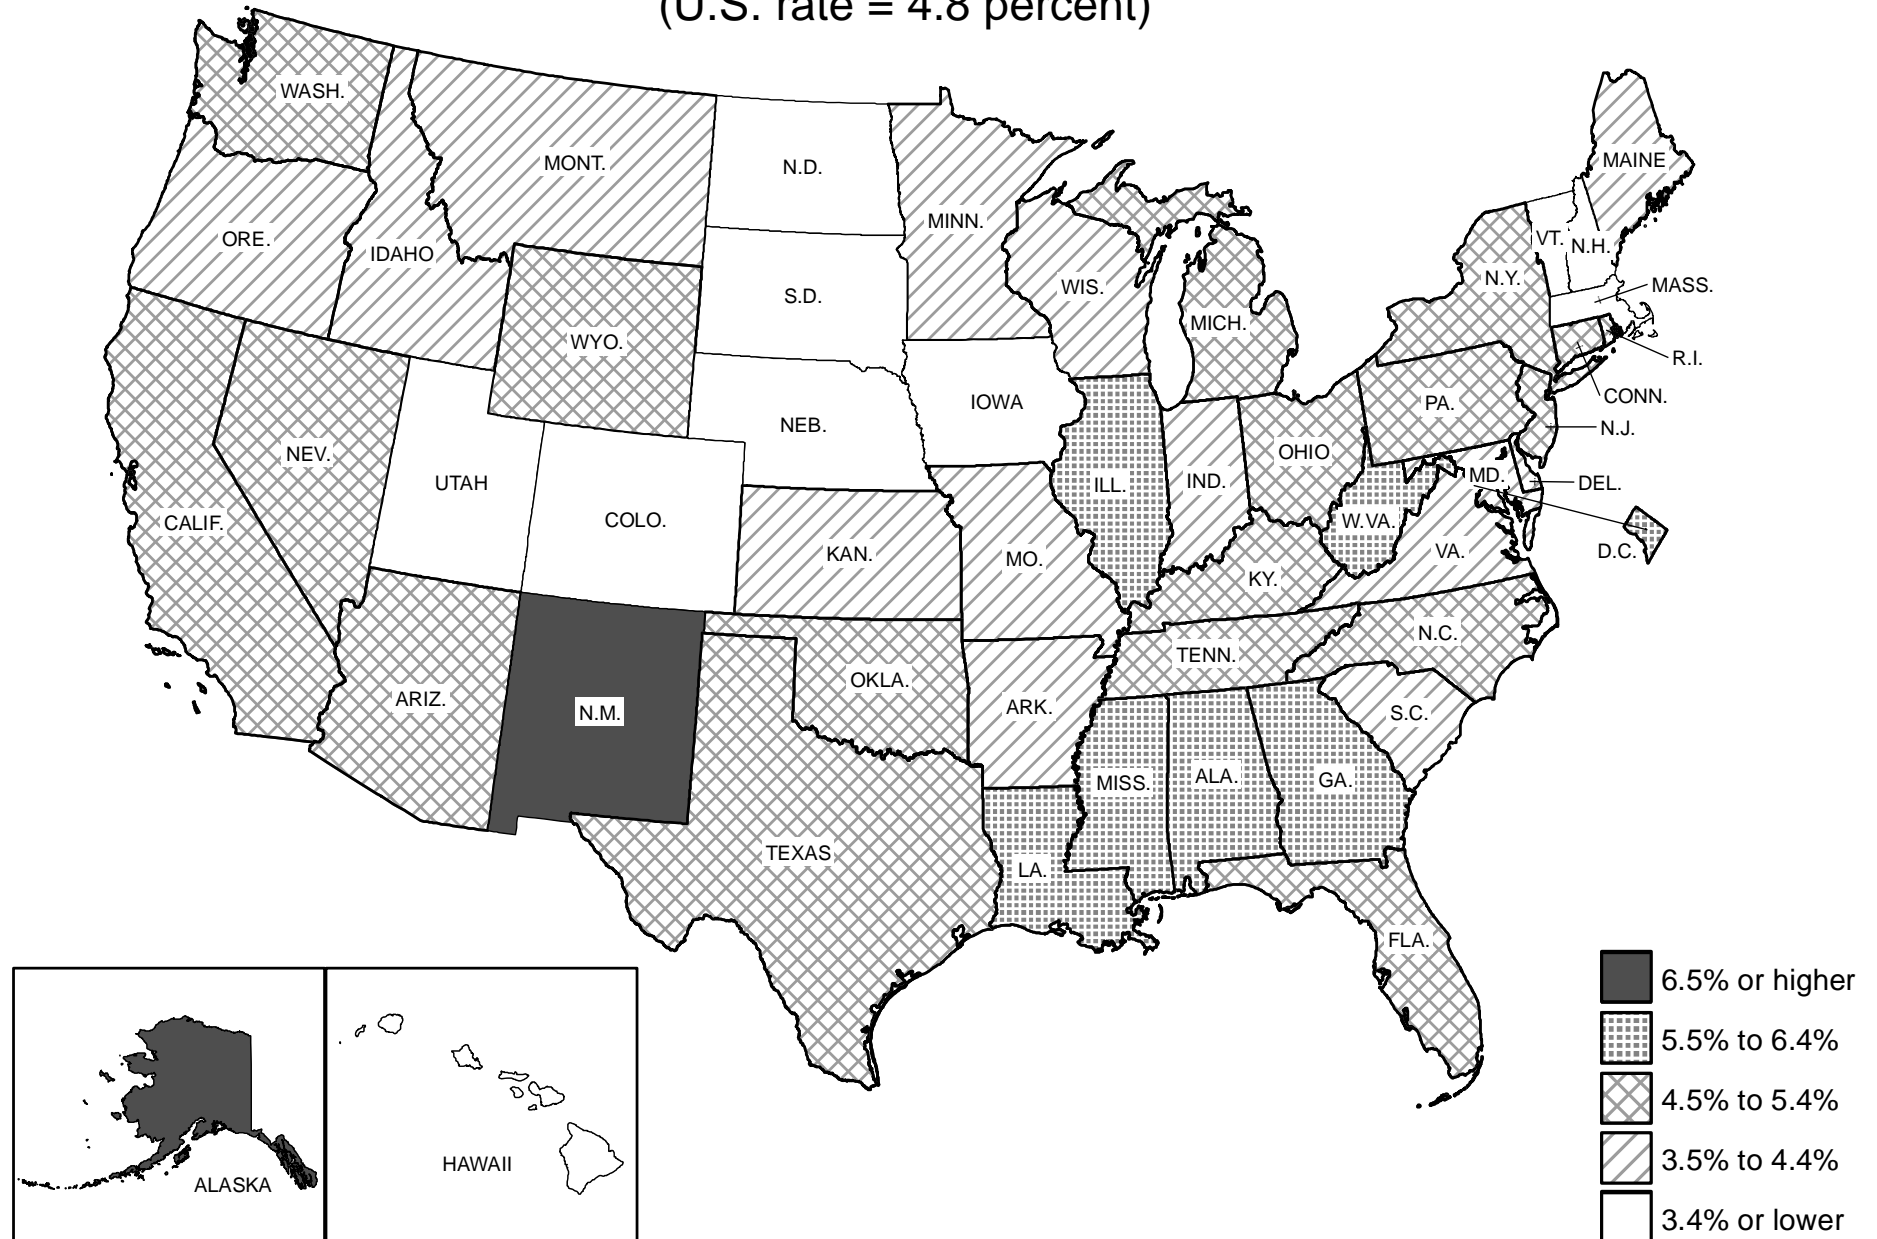 (U.S. rate = 4.8 percent)
WASH.
MONT.
N.D.
MINN.
MAINE
ORE.
IDAHO
VT.
N.H.
N.Y.
MASS.
S.D.
WIS.
MICH.
WYO.
R.I.
CONN.
IOWA
PA.
N.J.
NEB.
NEV.
UTAH
OHIO
ILL.
IND.
MD.
DEL.
CALIF.
COLO.
W.VA.
D.C.
KAN.
MO.
VA.
KY.
N.C.
TENN.
OKLA.
ARIZ.
N.M.
ARK.
S.C.
MISS.
ALA.
GA.
TEXAS
LA.
FLA.
6.5% or higher
5.5% to 6.4%
4.5% to 5.4%
3.5% to 4.4%
3.4% or lower
HAWAII
ALASKA